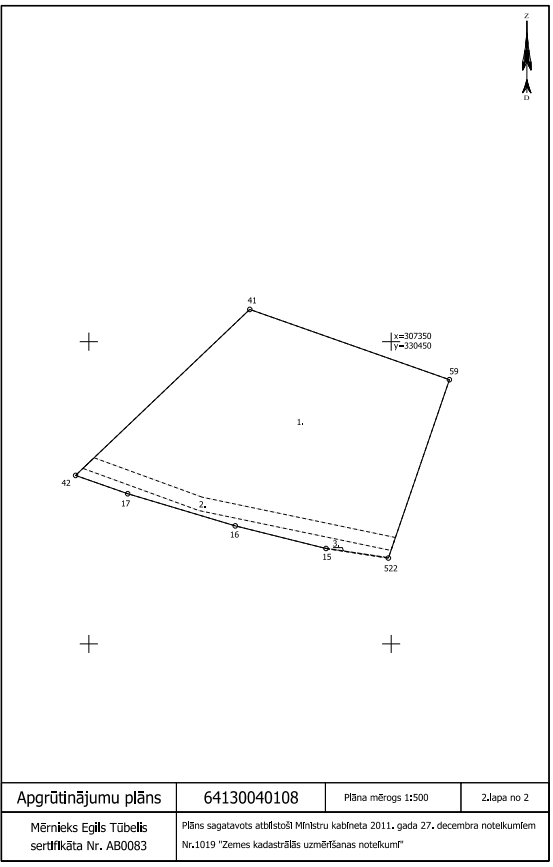 Z
D
41
x=307350
y=330450
59
1.
42
17
2.
16
3.
15
522
Apgrūtinājumu plāns
64130040108
Plāna mērogs 1:500
2.lapa no 2
Mērnieks Egils Tūbelis
sertifikāta Nr. AB0083
Plāns sagatavots atbilstoši Ministru kabineta 2011. gada 27. decembra noteikumiem
Nr.1019 "Zemes kadastrālās uzmērīšanas noteikumi"